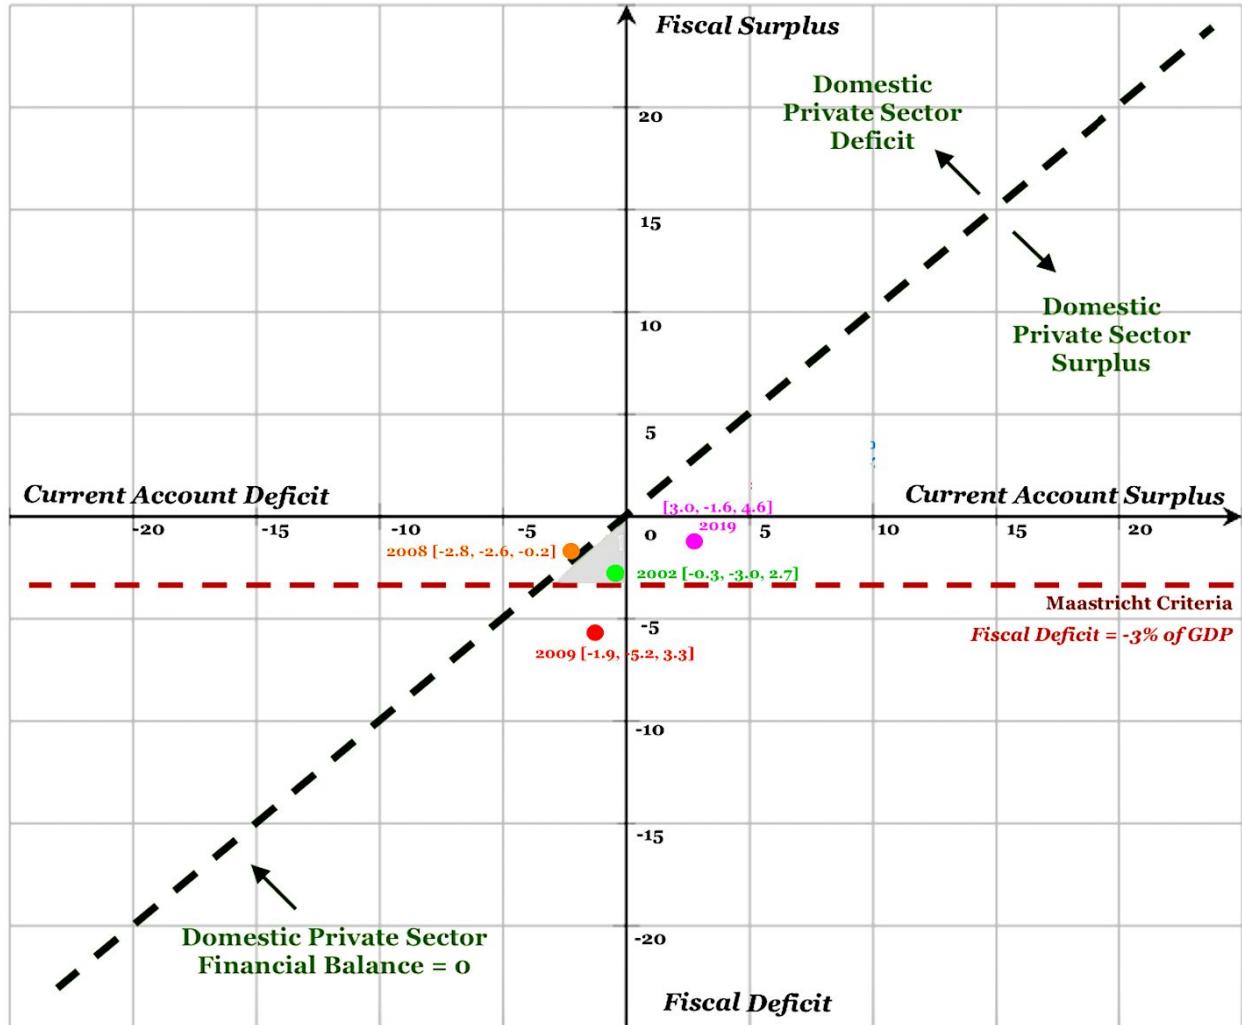 Fiscal Surplus
Domestic
Private Sector
Deficit
20
15
Domestic
Private Sector
Surplus
10
5
Current Account Deficit
Current Account Surplus
[3.0, -1.6, 4.6]
2019
-20
-15
-10
-5
0
5
10
15
20
2008 [-2.8, -2.6, -0.2]
2002 [-0.3, -3.0, 2.7]
Maastricht Criteria
Fiscal Deficit = -3% of GDP
-5
2009 [-1.9, -5.2, 3.3]
-10
-15
Domestic Private Sector
Financial Balance = 0
-20
Fiscal Deficit